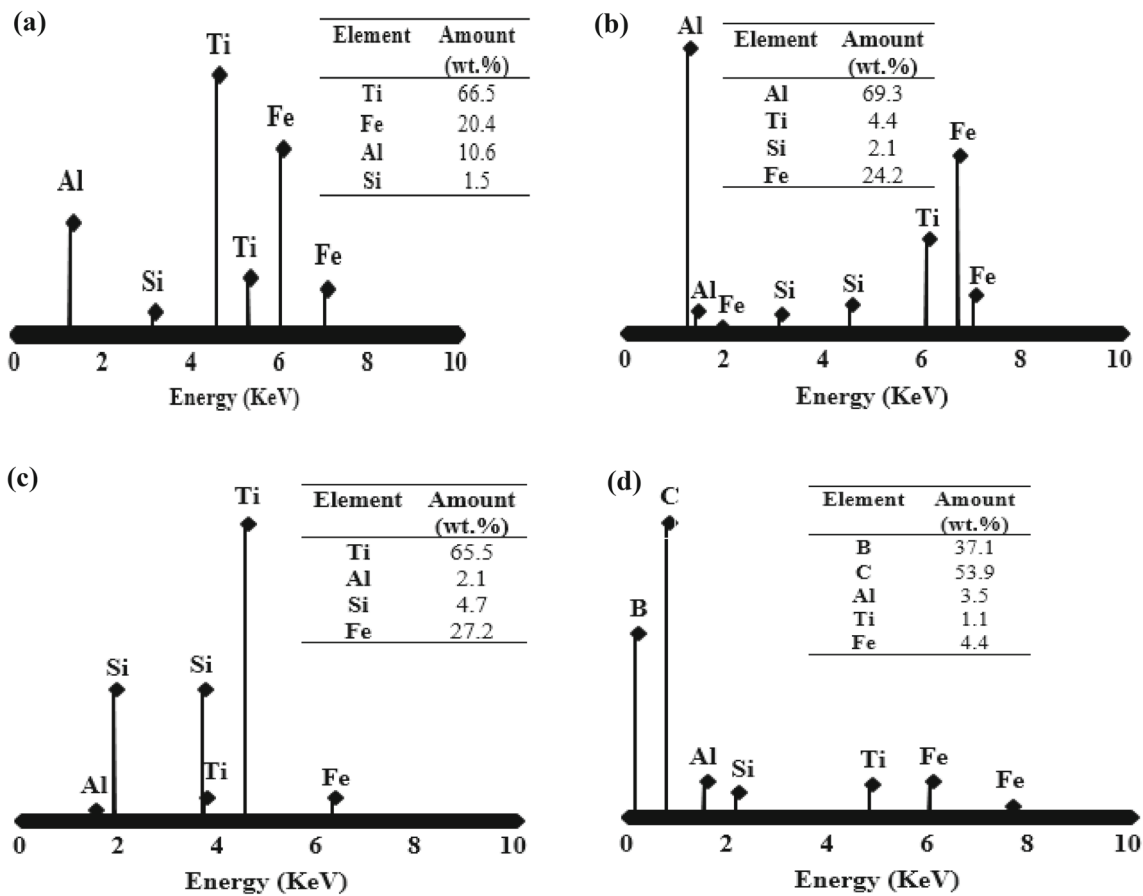 (a)
Element Amount
(wt.%)
Ti 66.5
Fe 20.4
Al 10.6
Si 1.5
Ti
Fe
Al
Ti
Fe
Si
0 2 4 6 8 10
Energy (KeV)
(b)
Element Amount
(wt.%)
Al 69.3
Ti 4.4
Si 2.1
Fe 24.2
Al
Fe
Ti
Al
Fe
Si
Si
Fe
0 2 4 6 8 10
Energy (KeV)
(c)
Element Amount
(wt.%)
Ti 65.5
Al 2.1
Si 4.7
Fe 27.2
Ti
Si
Si
Al
Ti
Fe
0 2 4 6 8 10
Energy (KeV)
(d)
Element Amount
(wt.%)
B 37.1
C 53.9
Al 3.5
Ti 1.1
Fe 4.4
C
B
Al
Si
Ti
Fe
Fe
0 2 4 6 8 10
Energy (KeV)